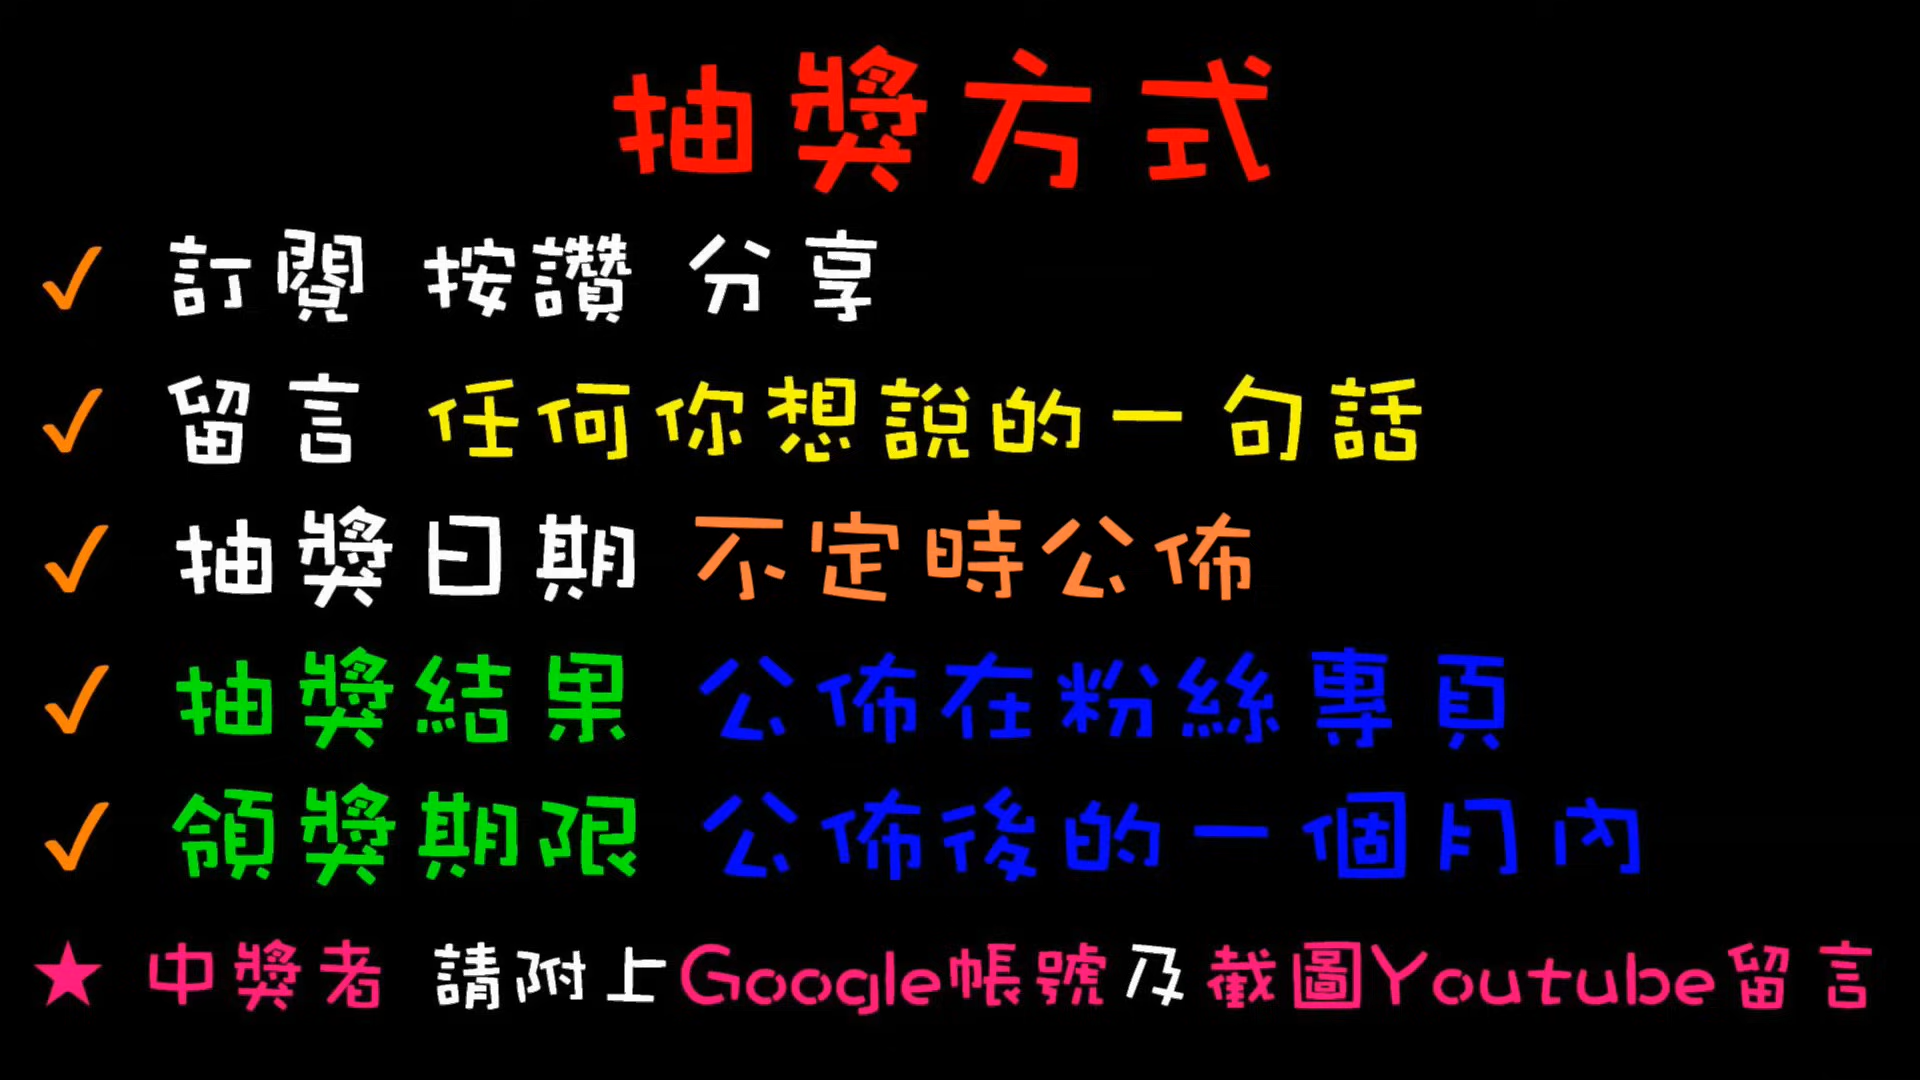 抽獎方式
✓ 訂閱 按讚 分享
✓ 留言 任何你想說的一句話
✓ 抽獎日期 不定時公佈
✓ 抽獎結果 公佈在粉絲專頁
✓ 領獎期限 公佈後的一個月內
★ 中獎者 請附上Google帳號及截圖Youtube留言